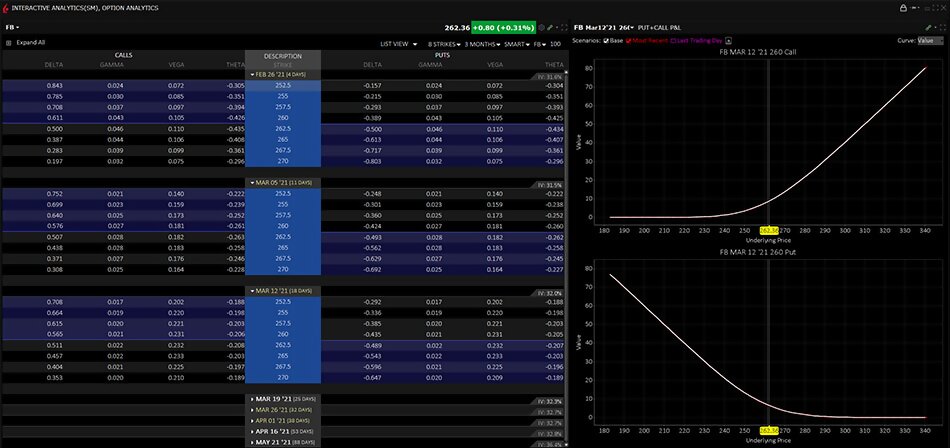 INTERACTIVE ANALYTICS(SM), OPTION ANALYTICS
FB
262.36 +0.80 (+0.31%)
Expand All
LIST VIEW 8 STRIKES 3 MONTHS SMART FB 100
CALLS DESCRIPTION PUTS
DELTA GAMMA VEGA THETA STRIKE DELTA GAMMA VEGA THETA
FEB 26 '21 [4 DAYS] IV: 31.6%
0.843 0.024 0.072 -0.305 252.5 -0.157 0.024 0.072 -0.304
0.785 0.030 0.085 -0.351 255 -0.215 0.030 0.085 -0.351
0.708 0.037 0.097 -0.394 257.5 -0.293 0.037 0.097 -0.393
0.611 0.043 0.105 -0.426 260 -0.389 0.043 0.105 -0.425
0.500 0.046 0.110 -0.435 262.5 -0.500 0.046 0.110 -0.434
0.387 0.044 0.106 -0.408 265 -0.613 0.044 0.106 -0.407
0.283 0.039 0.099 -0.361 267.5 -0.717 0.039 0.099 -0.361
0.197 0.032 0.075 -0.296 270 -0.803 0.032 0.075 -0.296
MAR 05 '21 [11 DAYS] IV: 31.5%
0.752 0.021 0.140 -0.222 252.5 -0.248 0.021 0.140 -0.222
0.699 0.023 0.159 -0.239 255 -0.301 0.023 0.159 -0.238
0.640 0.025 0.173 -0.252 257.5 -0.360 0.025 0.173 -0.252
0.576 0.027 0.181 -0.261 260 -0.424 0.027 0.181 -0.260
0.507 0.028 0.182 -0.263 262.5 -0.493 0.028 0.182 -0.262
0.438 0.028 0.183 -0.258 265 -0.562 0.028 0.183 -0.258
0.371 0.027 0.176 -0.246 267.5 -0.629 0.027 0.176 -0.245
0.308 0.025 0.164 -0.228 270 -0.692 0.025 0.164 -0.227
MAR 12 '21 [18 DAYS] IV: 32.0%
0.708 0.017 0.202 -0.188 252.5 -0.292 0.017 0.202 -0.188
0.664 0.019 0.220 -0.198 255 -0.336 0.019 0.220 -0.198
0.615 0.020 0.221 -0.203 257.5 -0.385 0.020 0.221 -0.203
0.565 0.021 0.231 -0.206 260 -0.435 0.021 0.231 -0.205
0.511 0.022 0.232 -0.208 262.5 -0.489 0.022 0.232 -0.207
0.457 0.022 0.233 -0.203 265 -0.543 0.022 0.233 -0.203
0.404 0.021 0.225 -0.197 267.5 -0.596 0.021 0.225 -0.196
0.353 0.020 0.210 -0.189 270 -0.647 0.020 0.209 -0.189
MAR 19 '21 [25 DAYS] IV: 32.3%
MAR 26 '21 [32 DAYS] IV: 32.7%
APR 01 '21 [38 DAYS] IV: 32.7%
APR 16 '21 [53 DAYS] IV: 32.8%
MAY 21 '21 [88 DAYS] IV: 36.4%
FB Mar12'21 26 PUT+CALL P&L
Scenarios: Base Most Recent Closest Trading Day Curve: Value
FB MAR 12 '21 260 Call
80
70
60
50
40
30
20
10
0
Value
180 190 200 210 220 230 240 250 262.36 270 280 290 300 310 320 330 340
Underlying Price
FB MAR 12 '21 260 Put
80
70
60
50
40
30
20
10
0
Value
180 190 200 210 220 230 240 250 262.36 270 280 290 300 310 320 330 340
Underlying Price